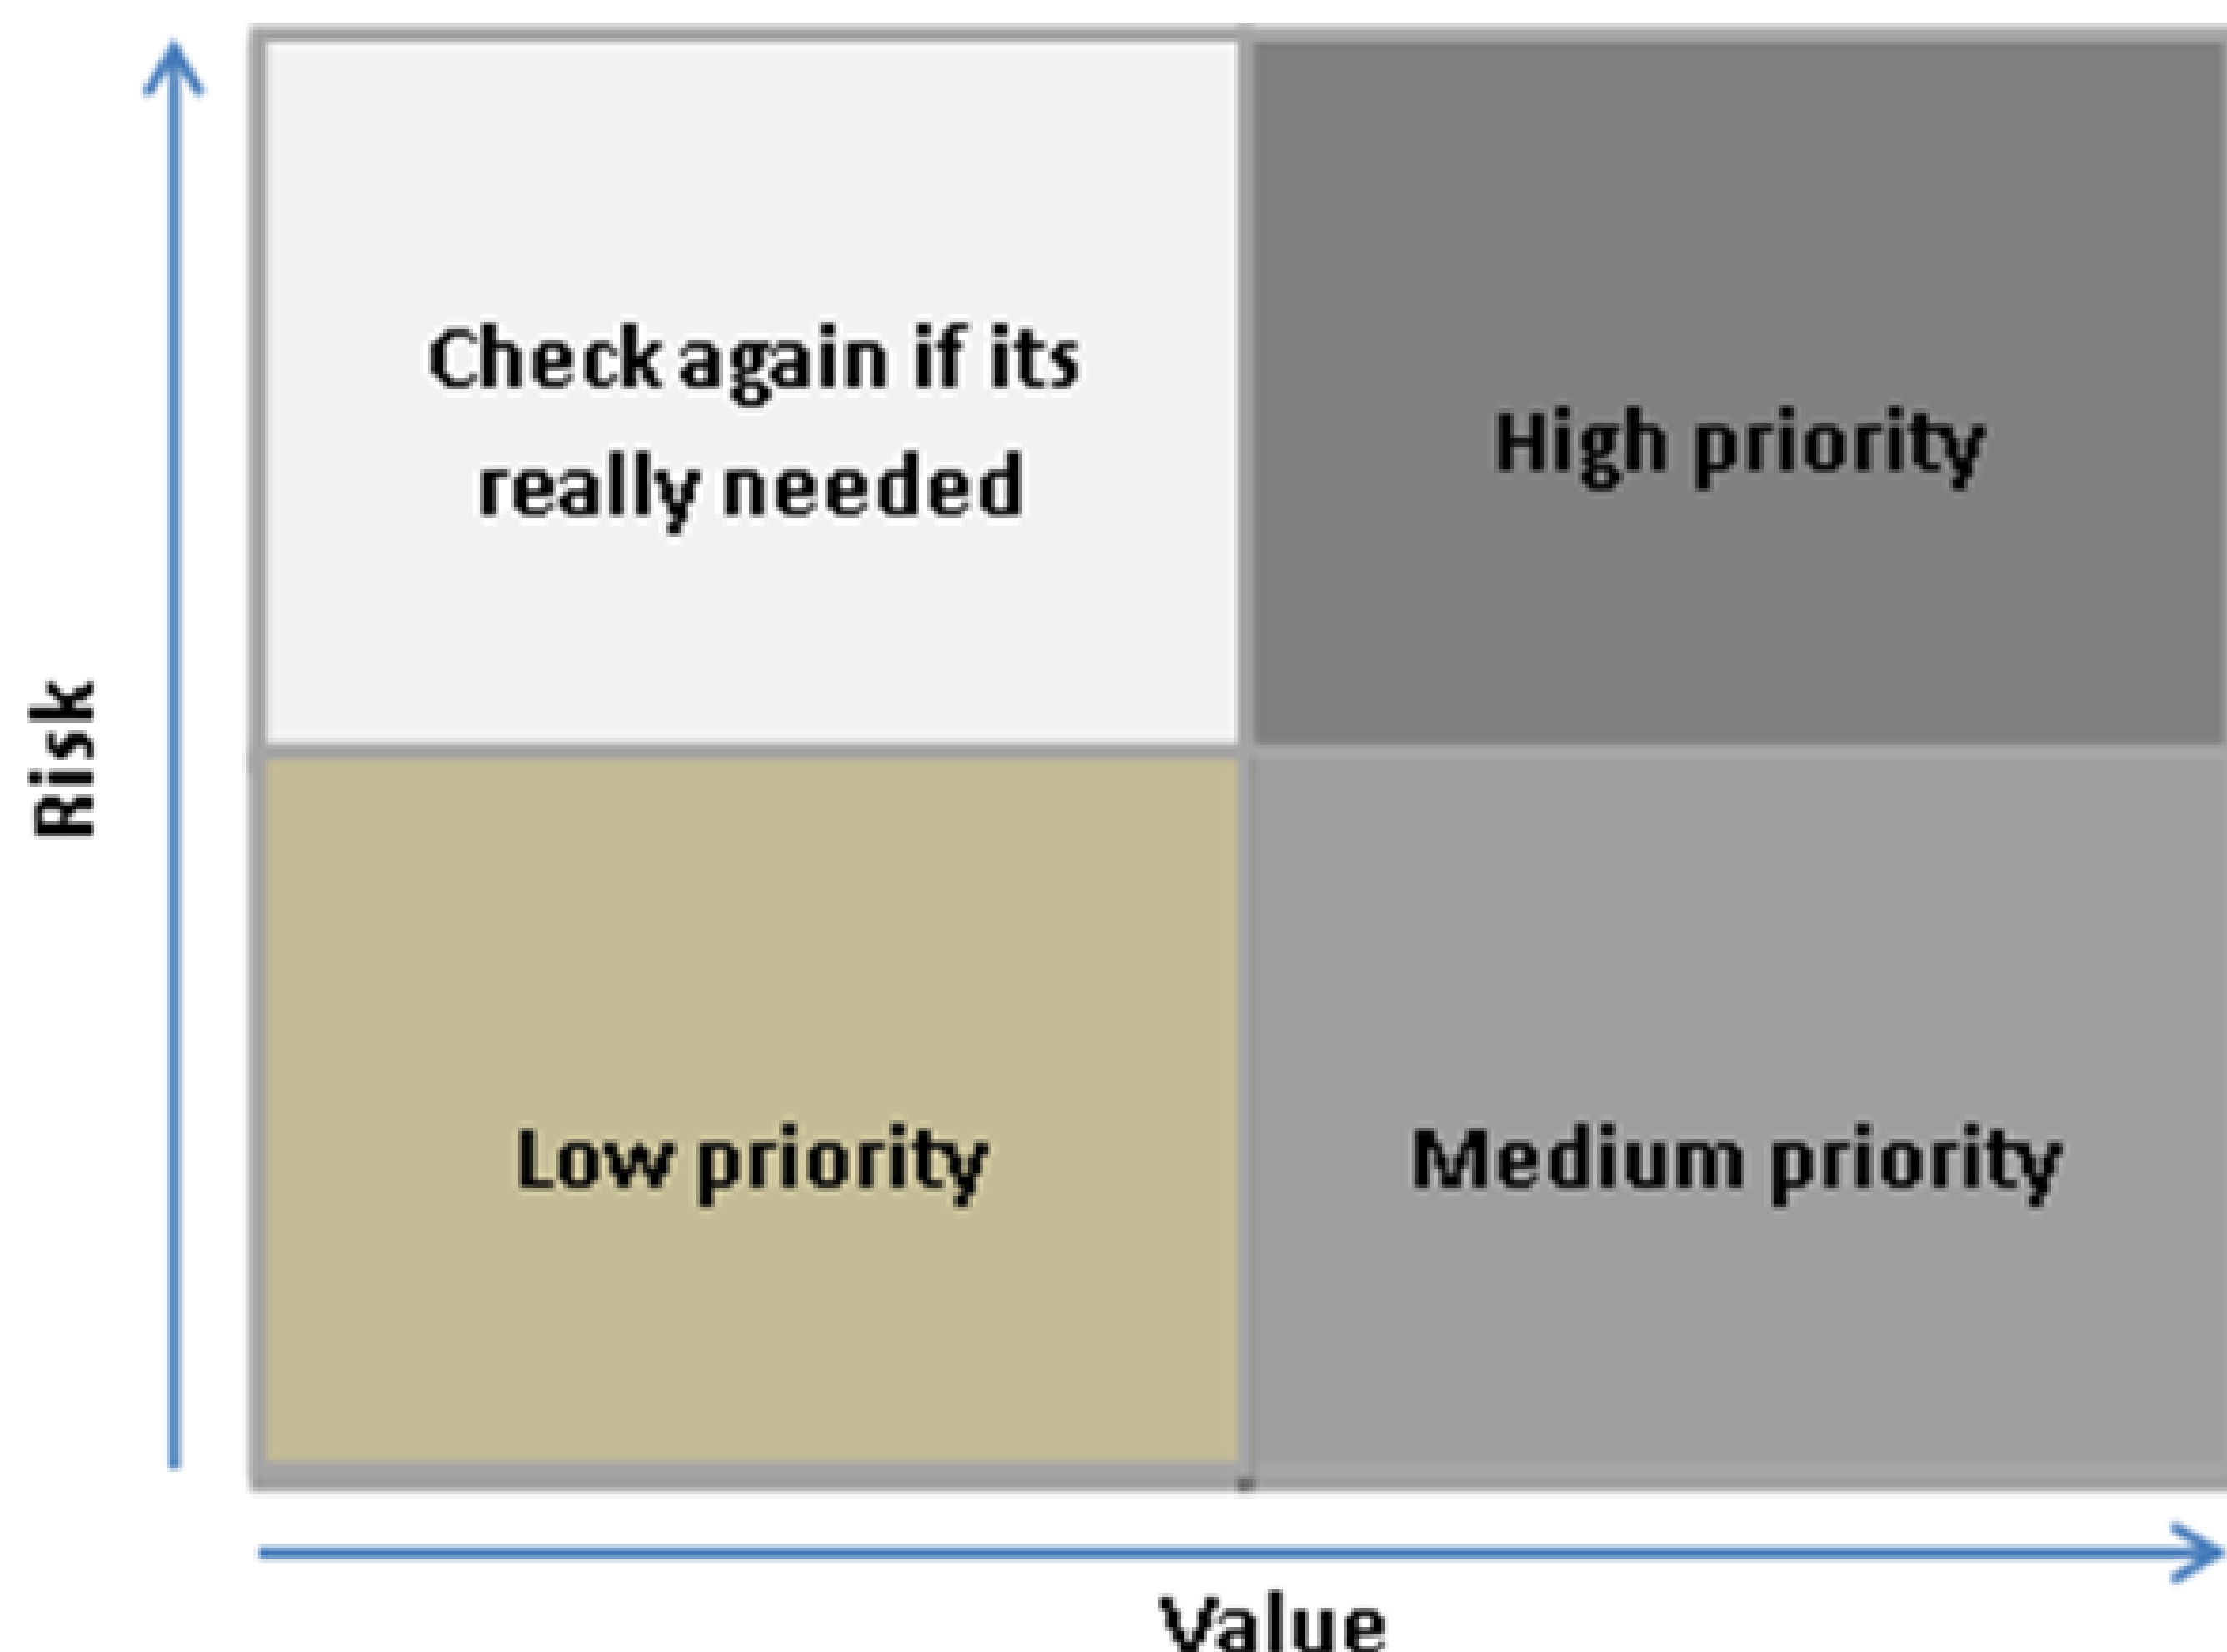 Check again if its
really needed
High priority
Risk
Low priority
Medium priority
Value